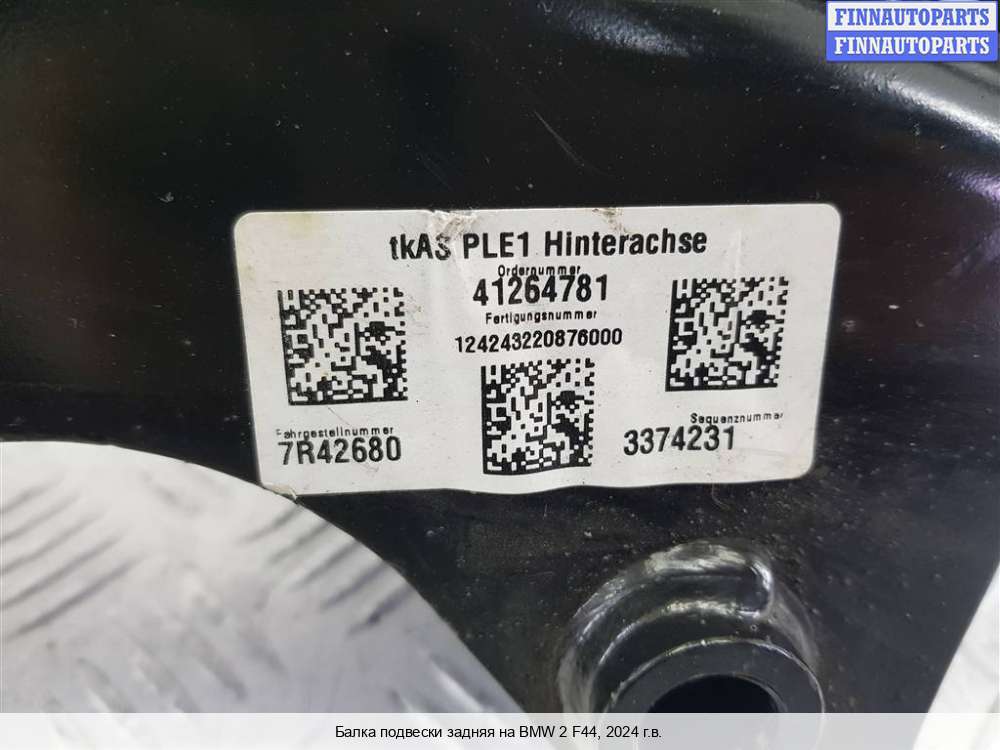 FINNAUTOPARTS
FINNAUTOPARTS
tkAS PLE1 Hinterachse
Ordernummer
41264781
Fertigungsnummer
124243220876000
Fahrgestellnummer
7R42680
Sequenznummer
3374231
Балка подвески задняя на BMW 2 F44, 2024 г.в.